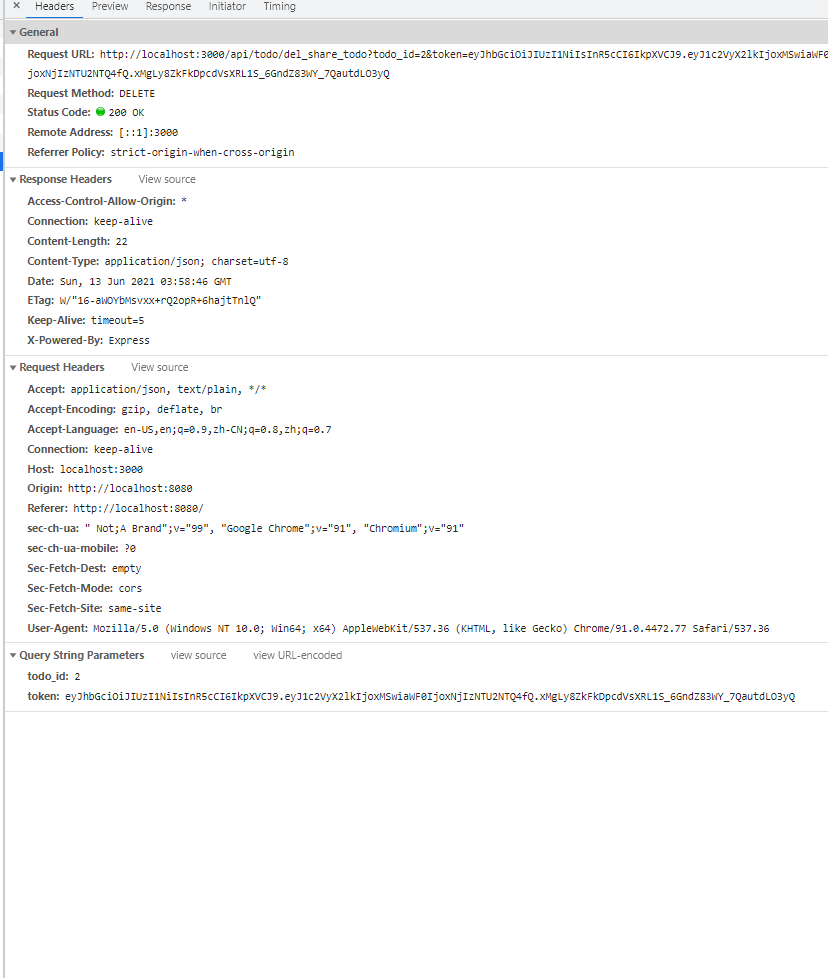 ✕ Headers Preview Response Initiator Timing
▾ General
Request URL: http://localhost:3000/api/todo/del_share_todo?todo_id=2&token=eyJhbGciOiJIUzI1NiIsInR5cCI6IkpXVCJ9.eyJ1c2VyX2lkIjoxMSwiaWF0
joxNjIzNTU2NTQ4fQ.xMgLy8ZkFkDpcdVsXRL1S_6GndZ83WY_7QautdLO3yQ
Request Method: DELETE
Status Code: 200 OK
Remote Address: [::1]:3000
Referrer Policy: strict-origin-when-cross-origin
▾ Response Headers View source
Access-Control-Allow-Origin: *
Connection: keep-alive
Content-Length: 22
Content-Type: application/json; charset=utf-8
Date: Sun, 13 Jun 2021 03:58:46 GMT
ETag: W/"16-aWOYbMsvxx+rQ2opR+6hajtTnlQ"
Keep-Alive: timeout=5
X-Powered-By: Express
▾ Request Headers View source
Accept: application/json, text/plain, */*
Accept-Encoding: gzip, deflate, br
Accept-Language: en-US,en;q=0.9,zh-CN;q=0.8,zh;q=0.7
Connection: keep-alive
Host: localhost:3000
Origin: http://localhost:8080
Referer: http://localhost:8080/
sec-ch-ua: " Not;A Brand";v="99", "Google Chrome";v="91", "Chromium";v="91"
sec-ch-ua-mobile: ?0
Sec-Fetch-Dest: empty
Sec-Fetch-Mode: cors
Sec-Fetch-Site: same-site
User-Agent: Mozilla/5.0 (Windows NT 10.0; Win64; x64) AppleWebKit/537.36 (KHTML, like Gecko) Chrome/91.0.4472.77 Safari/537.36
▾ Query String Parameters view source view URL-encoded
todo_id: 2
token: eyJhbGciOiJIUzI1NiIsInR5cCI6IkpXVCJ9.eyJ1c2VyX2lkIjoxMSwiaWF0IjoxNjIzNTU2NTQ4fQ.xMgLy8ZkFkDpcdVsXRL1S_6GndZ83WY_7QautdLO3yQ